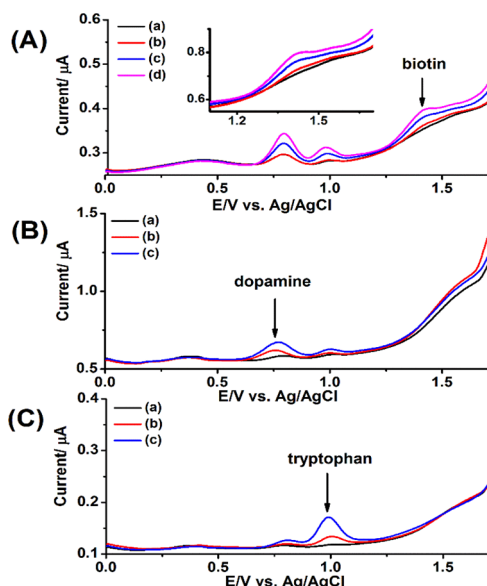 (A)
(a)
(b)
(c)
(d)
0.8
0.6
1.2
1.5
biotin
0.5
0.4
0.3
Current/ μA
0.0
0.5
1.0
1.5
E/V vs. Ag/AgCl
(B)
(a)
(b)
(c)
dopamine
1.5
1.0
0.5
Current/ μA
0.0
0.5
1.0
1.5
E/V vs. Ag/AgCl
(C)
(a)
(b)
(c)
tryptophan
0.4
0.3
0.2
0.1
Current/ μA
0.0
0.5
1.0
1.5
E/V vs. Ag/AgCl